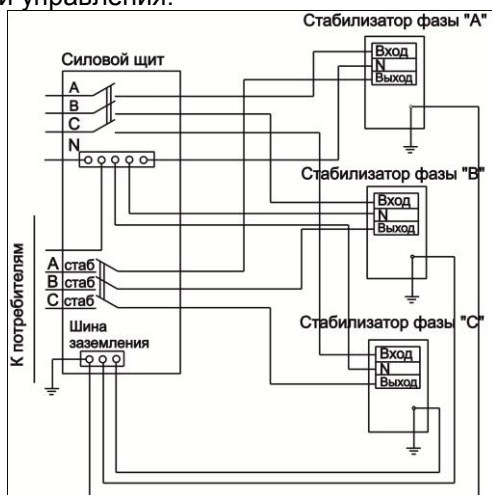 и управления.
Стабилизатор фазы "А"
Силовой щит
Вход
N
Выход
А
В
С
N
Стабилизатор фазы "В"
Вход
N
Выход
К потребителям
А стаб
В стаб
С стаб
Шина
заземления
Стабилизатор фазы "С"
Вход
N
Выход